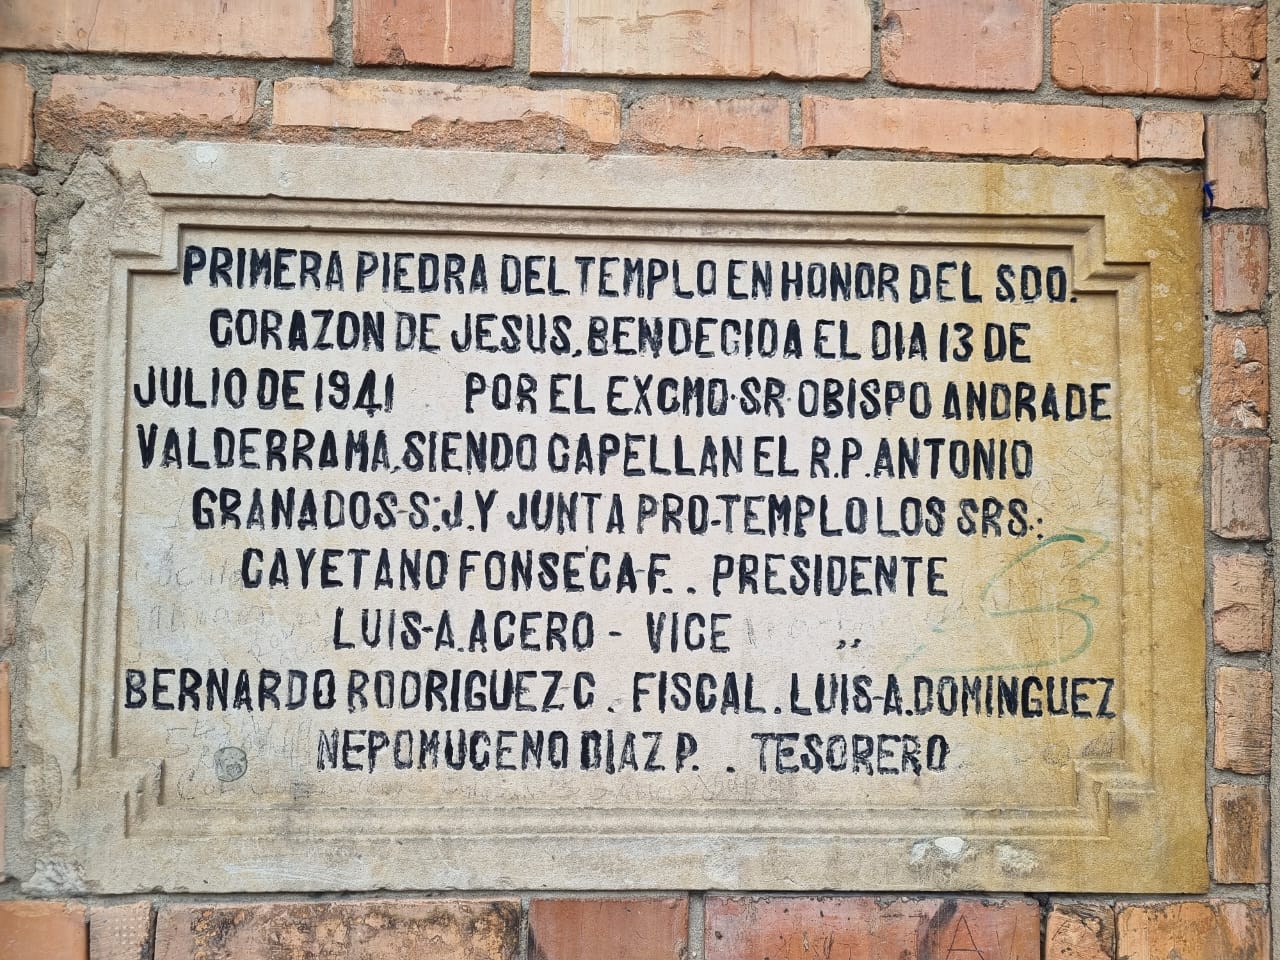 PRIMERA PIEDRA DEL TEMPLO EN HONOR DEL SDO.
CORAZON DE JESUS, BENDECIDA EL DIA 13 DE
JULIO DE 1941 POR EL EXCMO·SR·OBISPO ANDRADE
VALDERRAMA, SIENDO CAPELLAN EL R.P. ANTONIO
GRANADOS-S:J. Y JUNTA PRO-TEMPLO LOS SRS.:
CAYETANO FONSECA-F. . PRESIDENTE
LUIS-A. ACERO - VICE ,,
BERNARDO RODRIGUEZ C . FISCAL . LUIS-A. DOMINGUEZ
NEPOMUCENO DIAZ P. . TESORERO